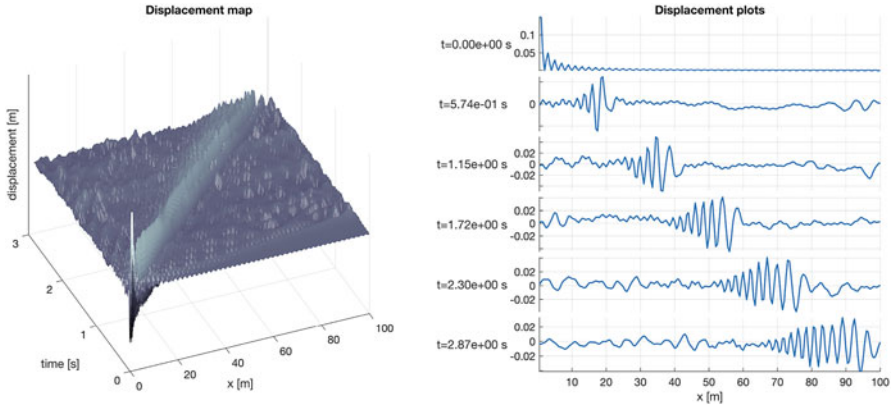 Displacement map
displacement [m]
3
2
1
0
time [s]
0
20
40
60
80
100
x [m]
Displacement plots
t=0.00e+00 s
0.1
0.05
t=5.74e-01 s
0
t=1.15e+00 s
0.02
0
-0.02
t=1.72e+00 s
0.02
0
-0.02
t=2.30e+00 s
0.02
0
-0.02
t=2.87e+00 s
0.02
0
-0.02
10 20 30 40 50 60 70 80 90 100
x [m]